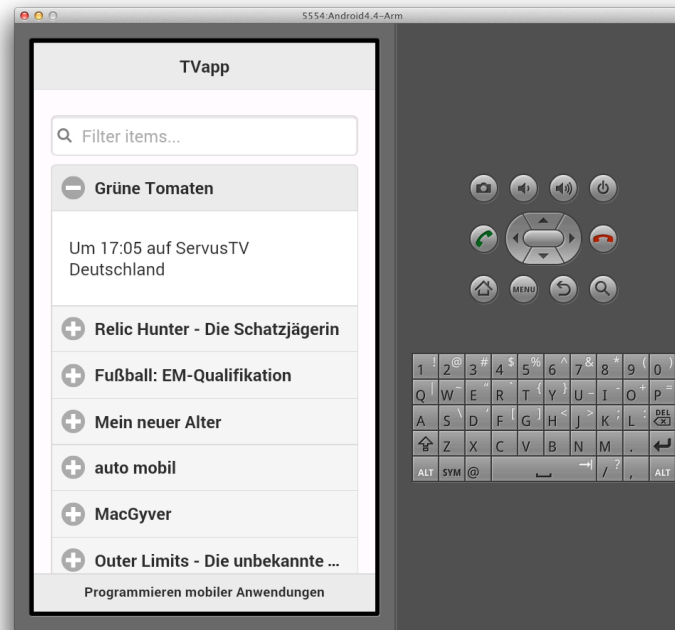 5554:Android4.4-Arm
TVapp
Filter items...
Grüne Tomaten
Um 17:05 auf ServusTV
Deutschland
Relic Hunter - Die Schatzjägerin
Fußball: EM-Qualifikation
Mein neuer Alter
auto mobil
MacGyver
Outer Limits - Die unbekannte ...
Programmieren mobiler Anwendungen
MENU
1 ! 2 @ 3 # 4 $ 5 % 6 ^ 7 & 8 * 9 ( 0 )
Q | W ~ E " R ` T { Y } U _ I - O + P =
A S \ D ' F [ G ] H < J > K ; L : DEL
Z X C V B N M .
ALT SYM @ / ? , ALT